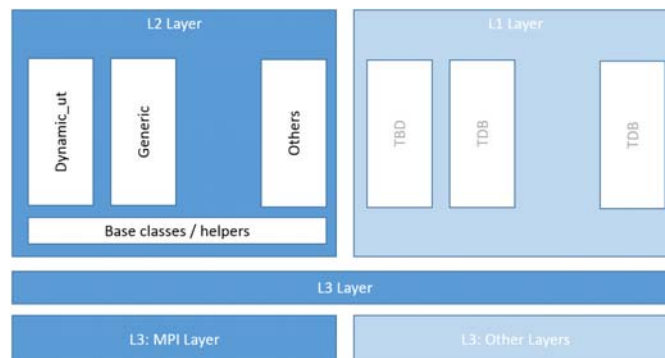 L2 Layer
Dynamic_ut
Generic
Others
Base classes / helpers
L1 Layer
TBD
TDB
TDB
L3 Layer
L3: MPI Layer
L3: Other Layers